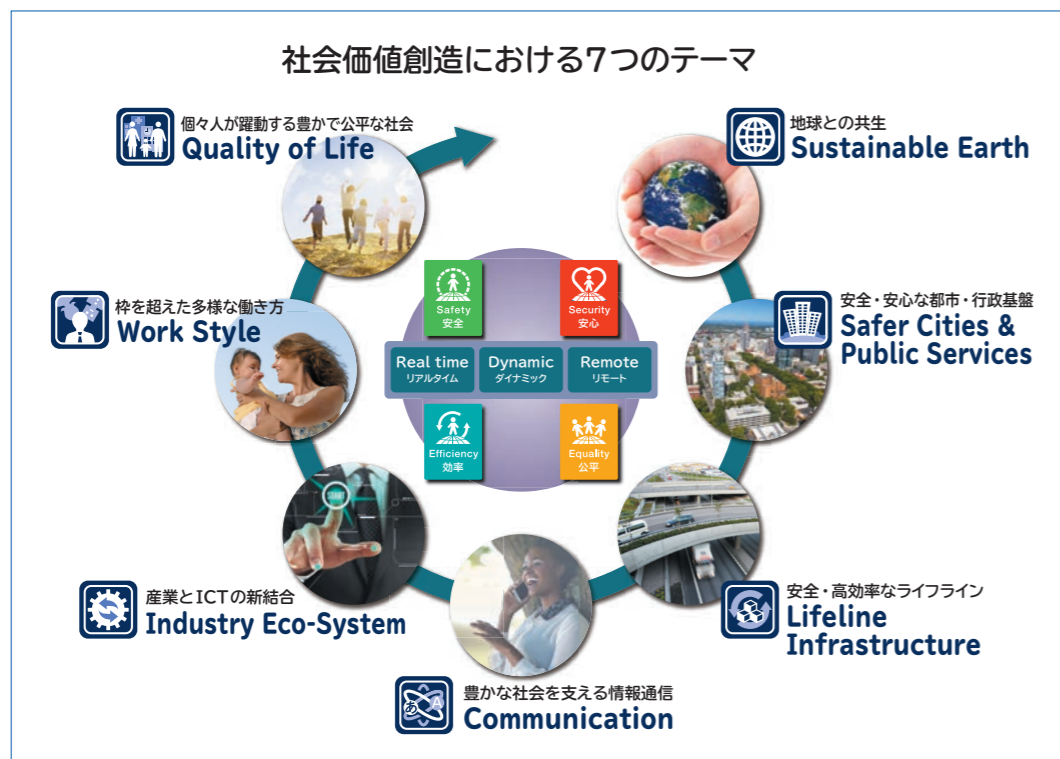 社会価値創造における7つのテーマ
地球との共生
Sustainable Earth
安全・安心な都市・行政基盤
Safer Cities &
Public Services
安全・高効率なライフライン
Lifeline
Infrastructure
豊かな社会を支える情報通信
Communication
あ
A
産業とICTの新結合
Industry Eco-System
START
枠を超えた多様な働き方
Work Style
個々人が躍動する豊かで公平な社会
Quality of Life
Safety
安全
Security
安心
Real time
リアルタイム
Dynamic
ダイナミック
Remote
リモート
Efficiency
効率
Equality
公平